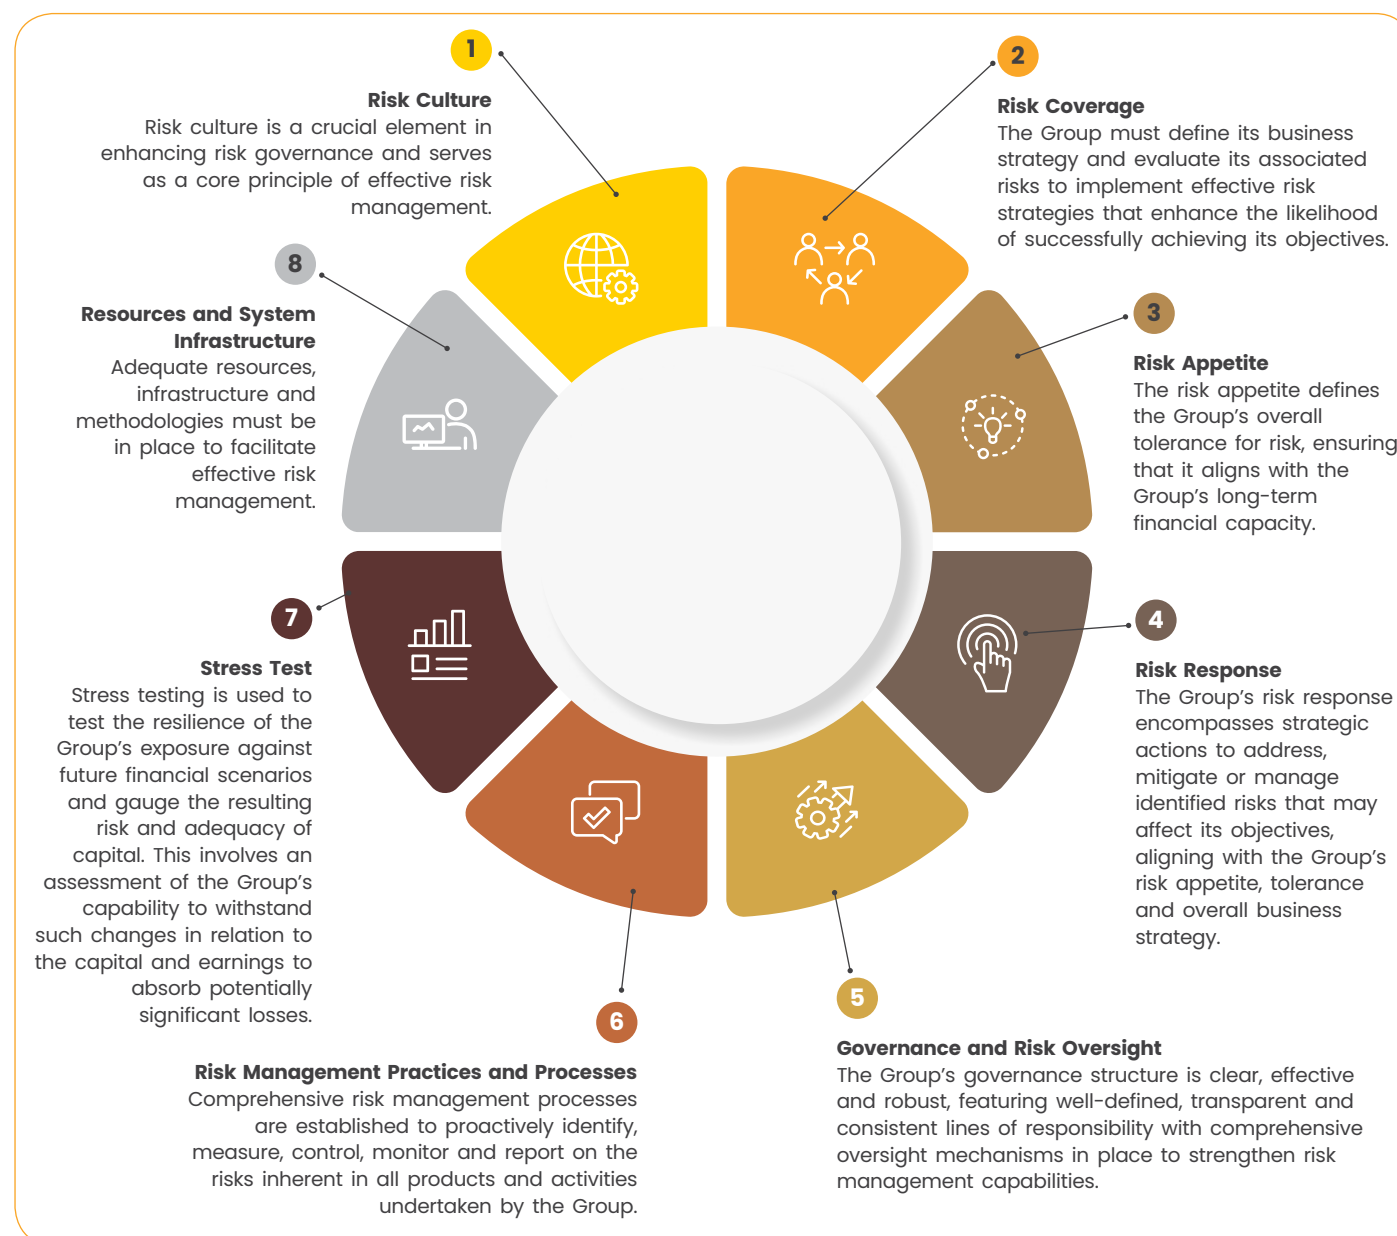 1
Risk Culture
Risk culture is a crucial element in
enhancing risk governance and serves
as a core principle of effective risk
management.
2
Risk Coverage
The Group must define its business
strategy and evaluate its associated
risks to implement effective risk
strategies that enhance the likelihood
of successfully achieving its objectives.
3
Risk Appetite
The risk appetite defines
the Group's overall
tolerance for risk, ensuring
that it aligns with the
Group's long-term
financial capacity.
4
Risk Response
The Group's risk response
encompasses strategic
actions to address,
mitigate or manage
identified risks that may
affect its objectives,
aligning with the Group's
risk appetite, tolerance
and overall business
strategy.
5
Governance and Risk Oversight
The Group's governance structure is clear, effective
and robust, featuring well-defined, transparent and
consistent lines of responsibility with comprehensive
oversight mechanisms in place to strengthen risk
management capabilities.
6
Risk Management Practices and Processes
Comprehensive risk management processes
are established to proactively identify,
measure, control, monitor and report on the
risks inherent in all products and activities
undertaken by the Group.
7
Stress Test
Stress testing is used to
test the resilience of the
Group's exposure against
future financial scenarios
and gauge the resulting
risk and adequacy of
capital. This involves an
assessment of the Group's
capability to withstand
such changes in relation to
the capital and earnings to
absorb potentially
significant losses.
8
Resources and System
Infrastructure
Adequate resources,
infrastructure and
methodologies must be
in place to facilitate
effective risk
management.